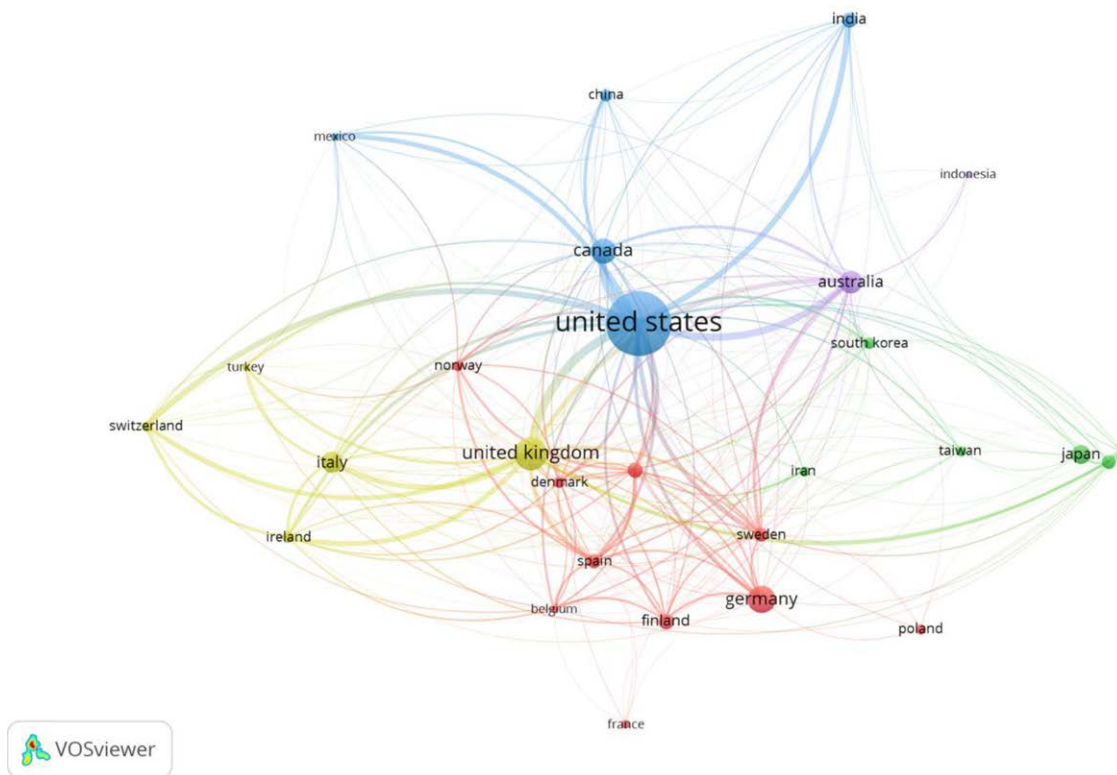 india
china
mexico
indonesia
canada
australia
united states
south korea
turkey
norway
switzerland
united kingdom
italy
taiwan
japan
iran
denmark
ireland
sweden
spain
germany
belgium
finland
poland
france
VOSviewer